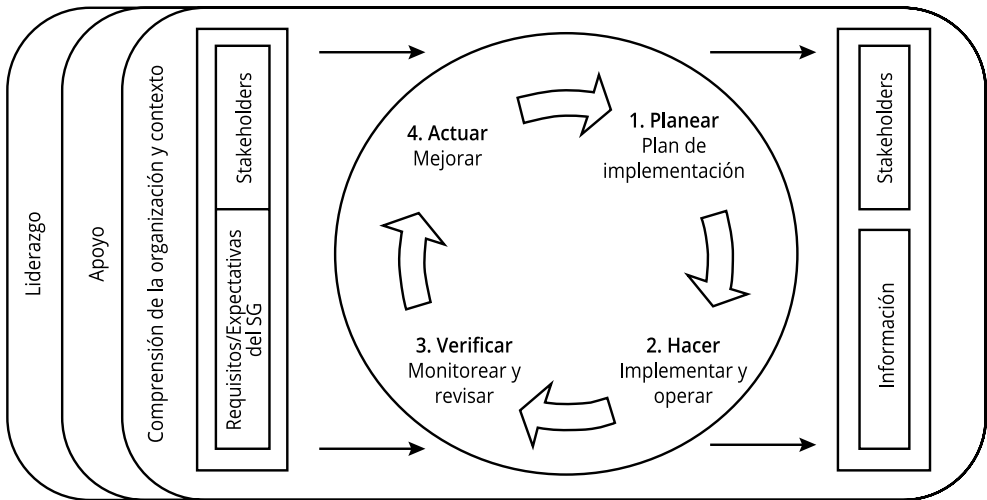 Liderazgo
Apoyo
Comprensión de la organización y contexto
Stakeholders
Requisitos/Expectativas
del SG
4. Actuar
Mejorar
1. Planear
Plan de
implementación
3. Verificar
Monitorear y
revisar
2. Hacer
Implementar y
operar
Stakeholders
Información